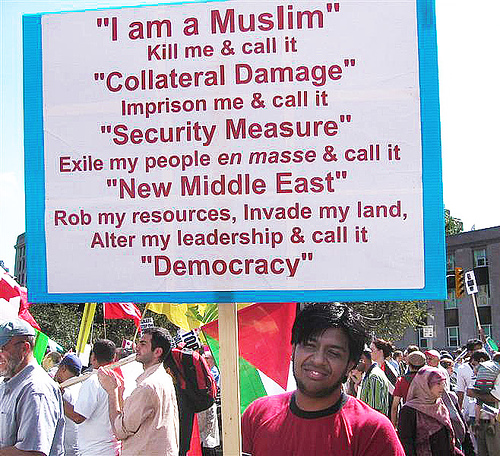 "I am a Muslim"
Kill me & call it
"Collateral Damage"
Imprison me & call it
"Security Measure"
Exile my people en masse & call it
"New Middle East"
Rob my resources, Invade my land,
Alter my leadership & call it
"Democracy"